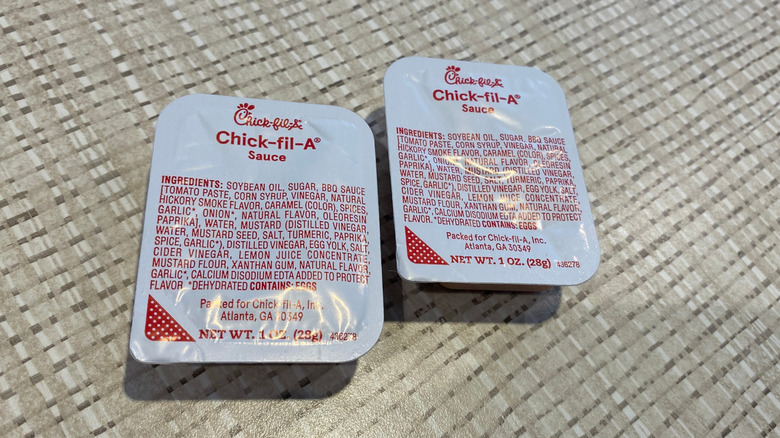 Chick-fil-A
Chick-fil-A®
Sauce
INGREDIENTS: SOYBEAN OIL, SUGAR, BBQ SAUCE
[TOMATO PASTE, CORN SYRUP, VINEGAR, NATURAL
HICKORY SMOKE FLAVOR, CARAMEL (COLOR), SPICES,
GARLIC*, ONION*, NATURAL FLAVOR, OLEORESIN
PAPRIKA], WATER, MUSTARD (DISTILLED VINEGAR,
WATER, MUSTARD SEED, SALT, TURMERIC, PAPRIKA,
SPICE, GARLIC*), DISTILLED VINEGAR, EGG YOLK, SALT,
CIDER VINEGAR, LEMON JUICE CONCENTRATE,
MUSTARD FLOUR, XANTHAN GUM, NATURAL FLAVOR,
GARLIC*, CALCIUM DISODIUM EDTA ADDED TO PROTECT
FLAVOR. *DEHYDRATED CONTAINS: EGGS
Packed for Chick-fil-A, Inc.
Atlanta, GA 30349
NET WT. 1 OZ. (28g) 436278
Chick-fil-A
Chick-fil-A®
Sauce
INGREDIENTS: SOYBEAN OIL, SUGAR, BBQ SAUCE
[TOMATO PASTE, CORN SYRUP, VINEGAR, NATURAL
HICKORY SMOKE FLAVOR, CARAMEL (COLOR), SPICES,
GARLIC*, ONION*, NATURAL FLAVOR, OLEORESIN
PAPRIKA], WATER, MUSTARD (DISTILLED VINEGAR,
WATER, MUSTARD SEED, SALT, TURMERIC, PAPRIKA,
SPICE, GARLIC*), DISTILLED VINEGAR, EGG YOLK, SALT,
CIDER VINEGAR, LEMON JUICE CONCENTRATE,
MUSTARD FLOUR, XANTHAN GUM, NATURAL FLAVOR,
GARLIC*, CALCIUM DISODIUM EDTA ADDED TO PROTECT
FLAVOR. *DEHYDRATED CONTAINS: EGGS
Packed for Chick-fil-A, Inc.
Atlanta, GA 30349
NET WT. 1 OZ. (28g) 436278